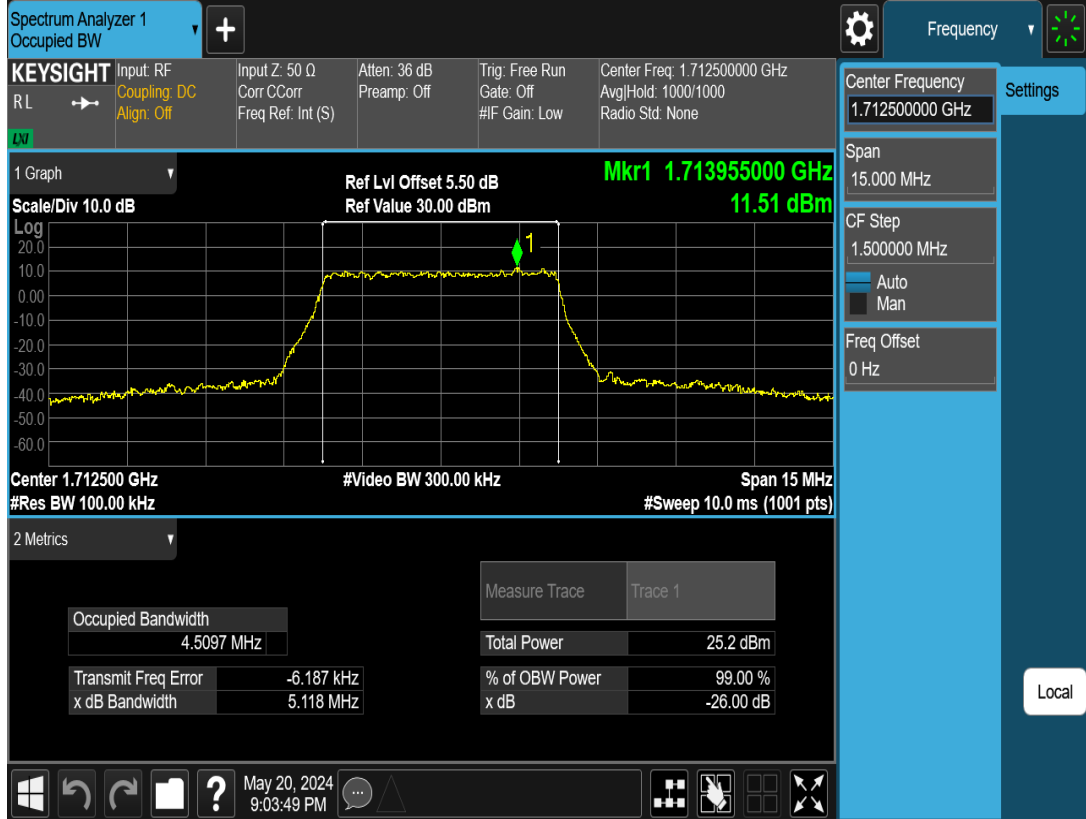 Spectrum Analyzer 1
Occupied BW
+
Frequency
KEYSIGHT
R L
LXI
Input: RF
Coupling: DC
Align: Off
Input Z: 50 Ω
Corr CCorr
Freq Ref: Int (S)
Atten: 36 dB
Preamp: Off
Trig: Free Run
Gate: Off
#IF Gain: Low
Center Freq: 1.712500000 GHz
Avg|Hold: 1000/1000
Radio Std: None
Center Frequency
1.712500000 GHz
Settings
Span
15.000 MHz
CF Step
1.500000 MHz
Auto
Man
Freq Offset
0 Hz
Local
1 Graph
Scale/Div 10.0 dB
Ref Lvl Offset 5.50 dB
Ref Value 30.00 dBm
Mkr1 1.713955000 GHz
11.51 dBm
Log
1
20.0
10.0
0.00
-10.0
-20.0
-30.0
-40.0
-50.0
-60.0
Center 1.712500 GHz
#Video BW 300.00 kHz
Span 15 MHz
#Res BW 100.00 kHz
#Sweep 10.0 ms (1001 pts)
2 Metrics
Measure Trace Trace 1
Occupied Bandwidth
4.5097 MHz
Total Power 25.2 dBm
Transmit Freq Error -6.187 kHz
% of OBW Power 99.00 %
x dB Bandwidth 5.118 MHz
x dB -26.00 dB
?
May 20, 2024
9:03:49 PM